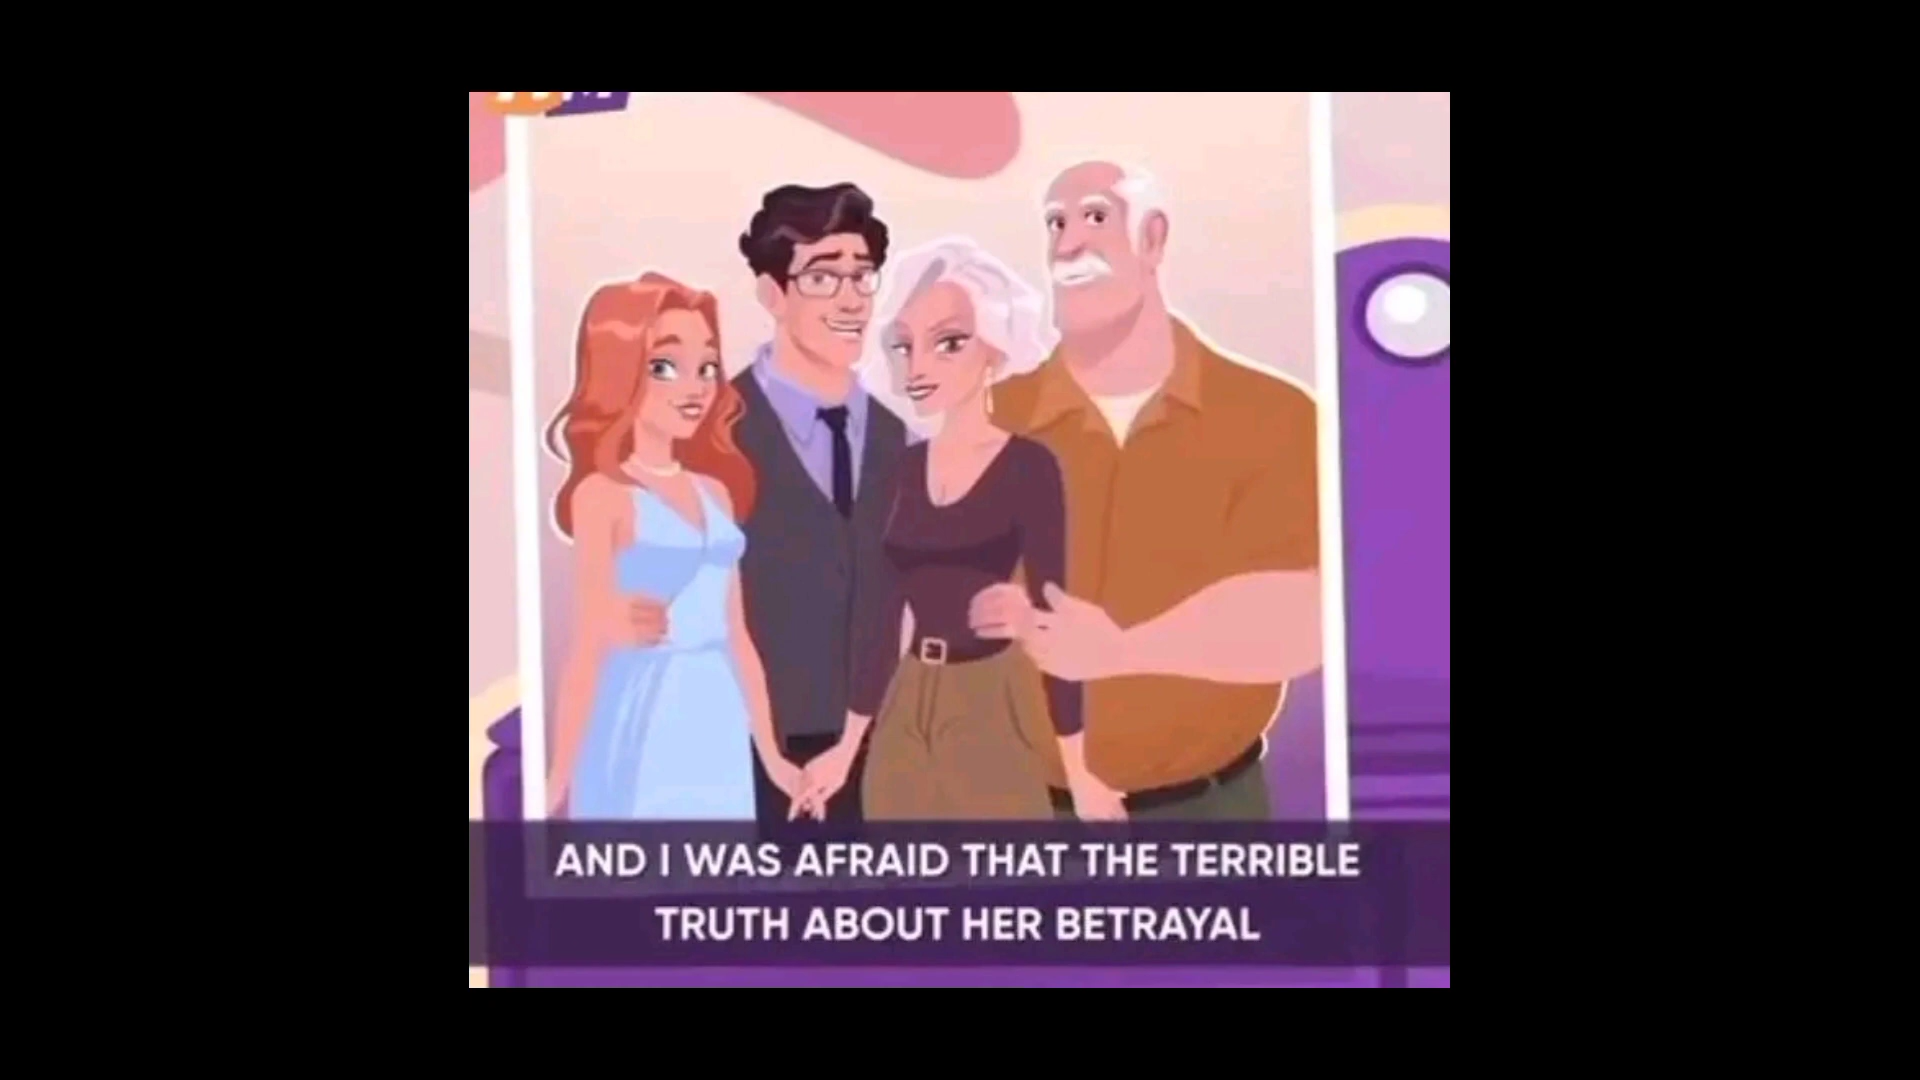 AND I WAS AFRAID THAT THE TERRIBLE
TRUTH ABOUT HER BETRAYAL